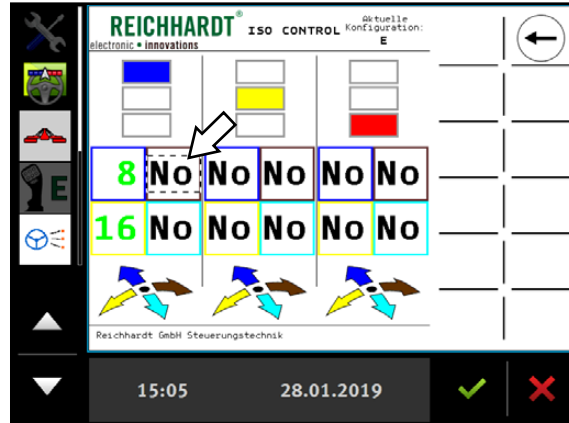 REICHHARDT®
electronic • innovations
ISO CONTROL
Aktuelle
Konfiguration:
E
E
8 No No No No No
16 No No No No No
Reichhardt GmbH Steuerungstechnik
15:05 28.01.2019